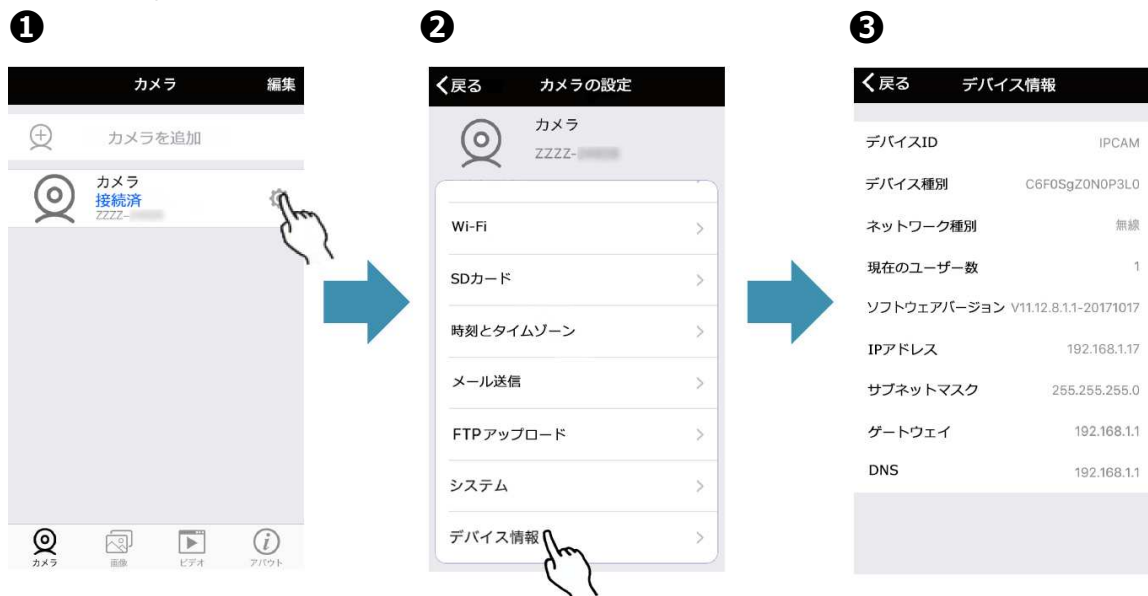 ❶
カメラ 編集
カメラを追加
カメラ
接続済
ZZZZ-
カメラ
画像
ビデオ
アバウト
❷
戻る カメラの設定
カメラ
ZZZZ-
Wi-Fi
SDカード
時刻とタイムゾーン
メール送信
FTPアップロード
システム
デバイス情報
❸
戻る デバイス情報
デバイスID IPCAM
デバイス種別 C6F0SgZ0N0P3L0
ネットワーク種別 無線
現在のユーザー数 1
ソフトウェアバージョン V11.12.8.1.1-20171017
IPアドレス 192.168.1.17
サブネットマスク 255.255.255.0
ゲートウェイ 192.168.1.1
DNS 192.168.1.1